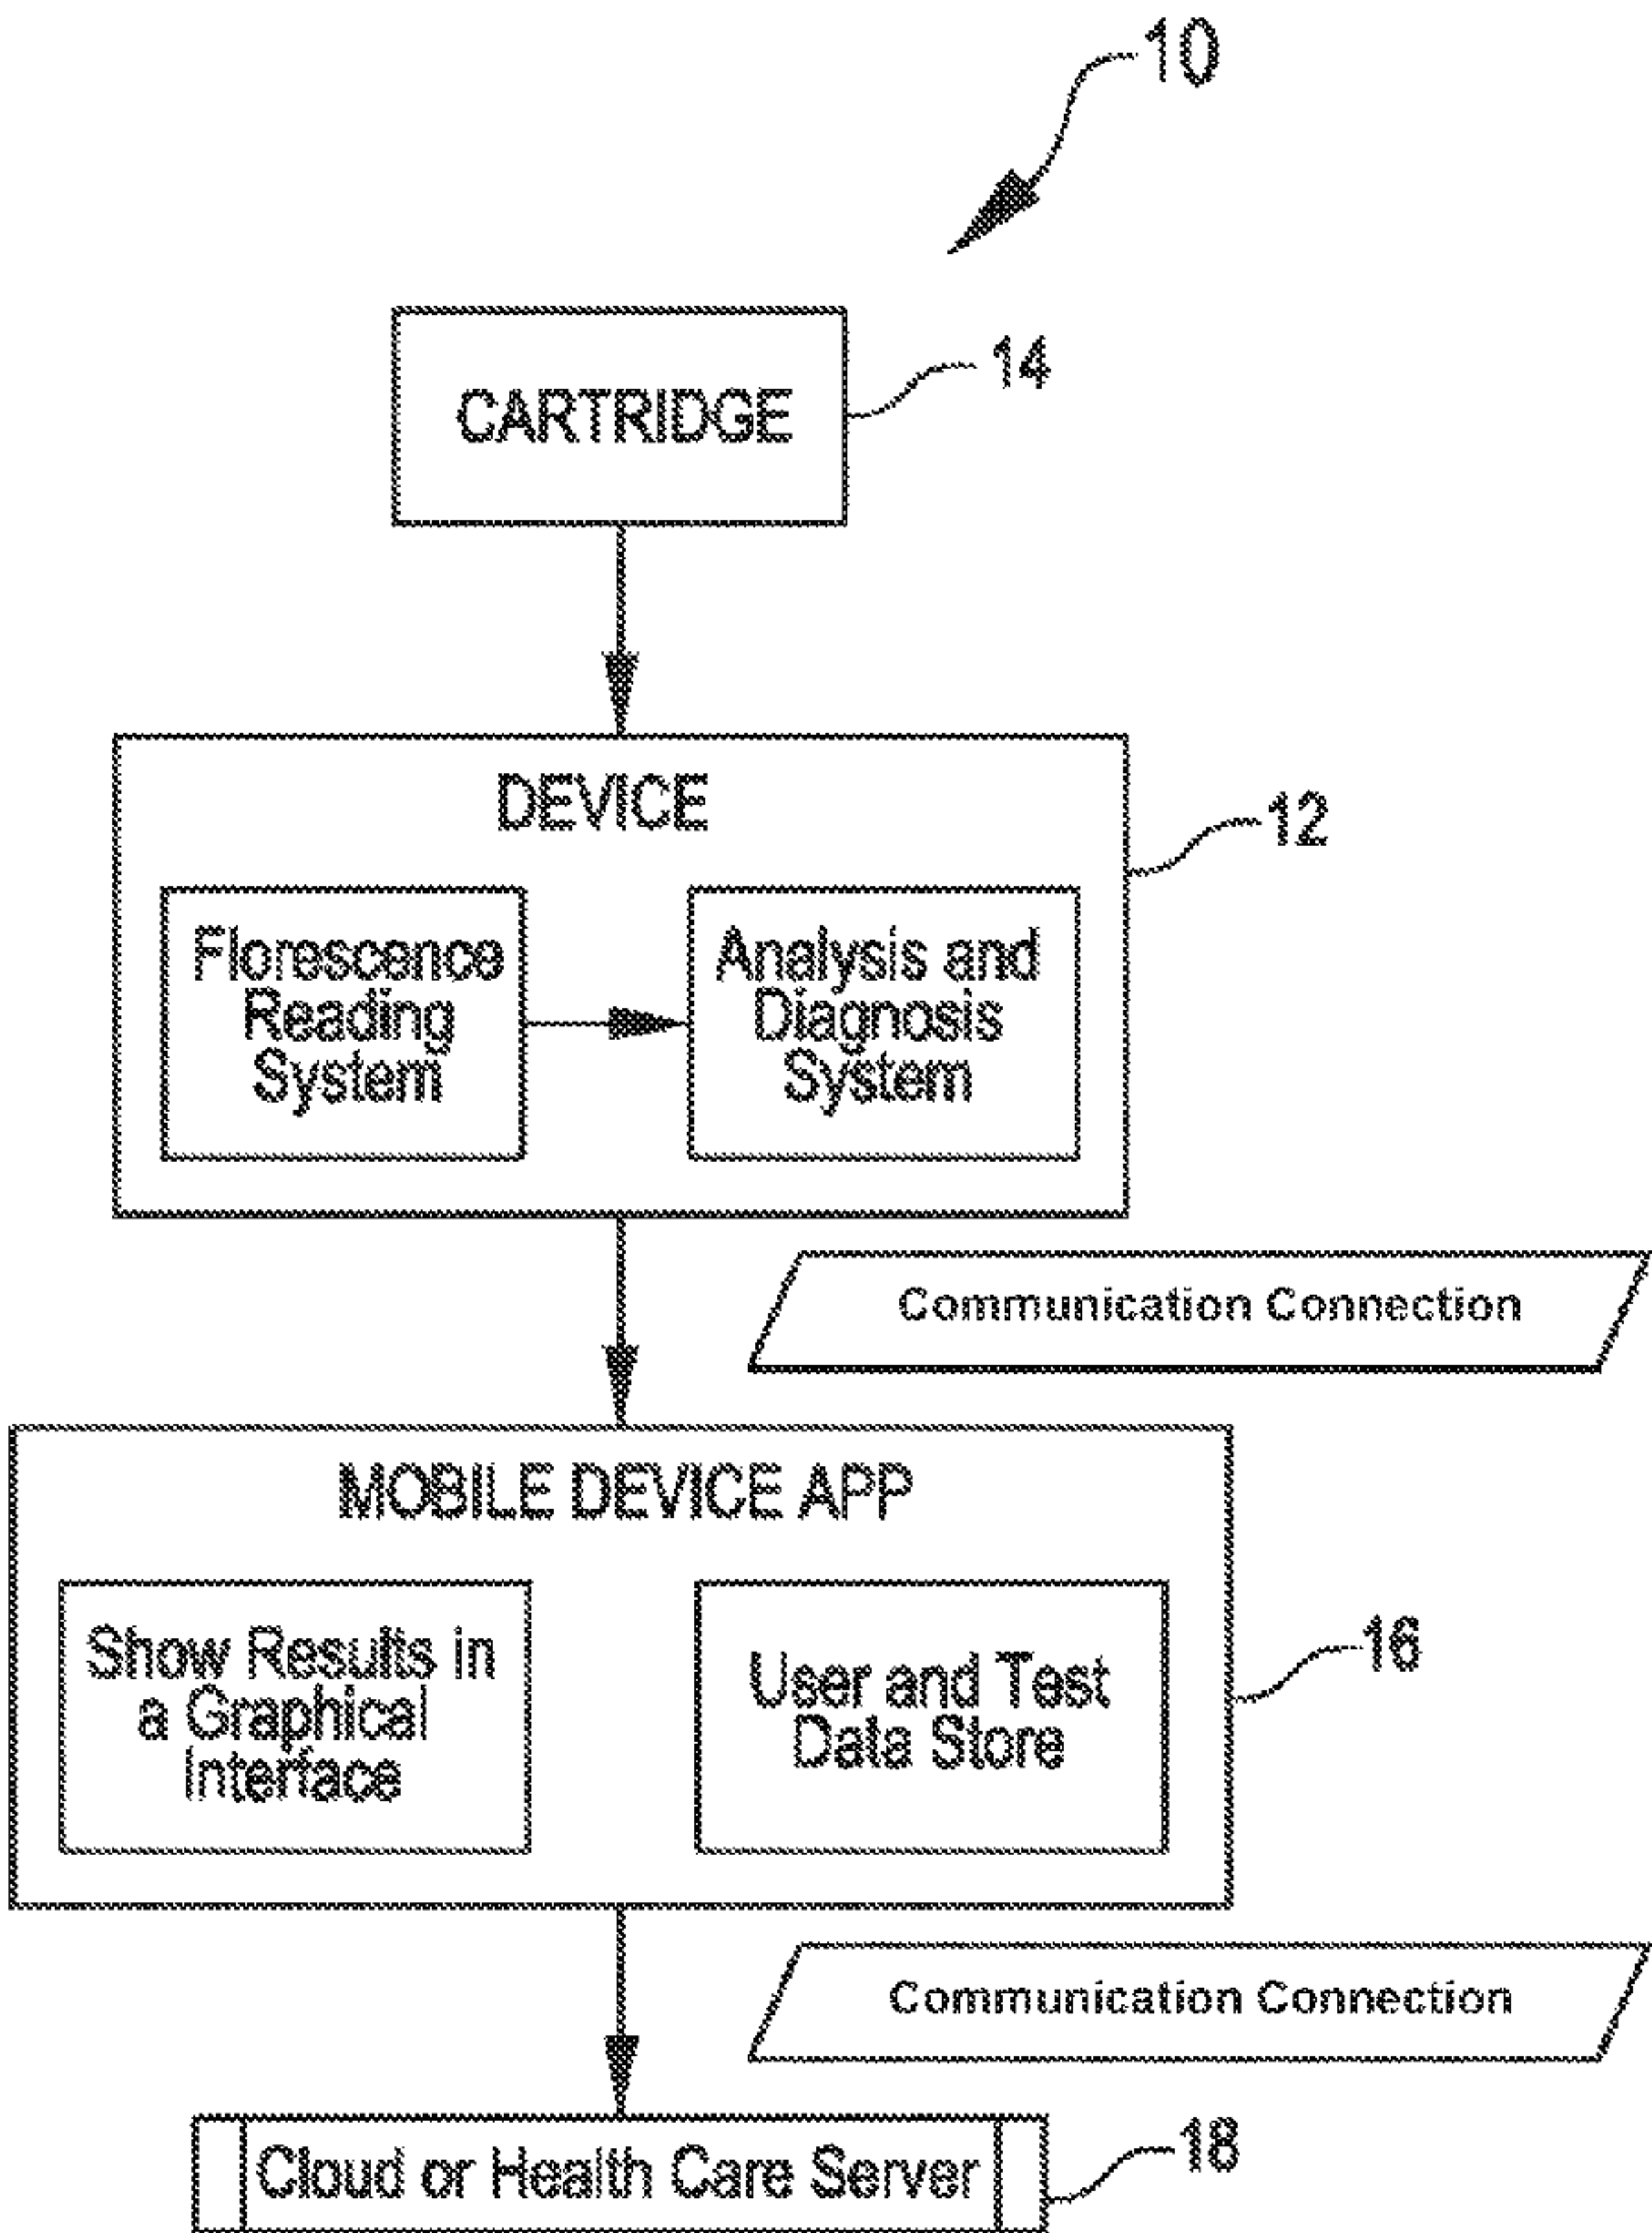 10
CARTRIDGE
14
DEVICE
12
Florescence
Reading
System
Analysis and
Diagnosis
System
Communication Connection
MOBILE DEVICE APP
Show Results in
a Graphical
Interface
User and Test
Data Store
16
Communication Connection
Cloud or Health Care Server
18